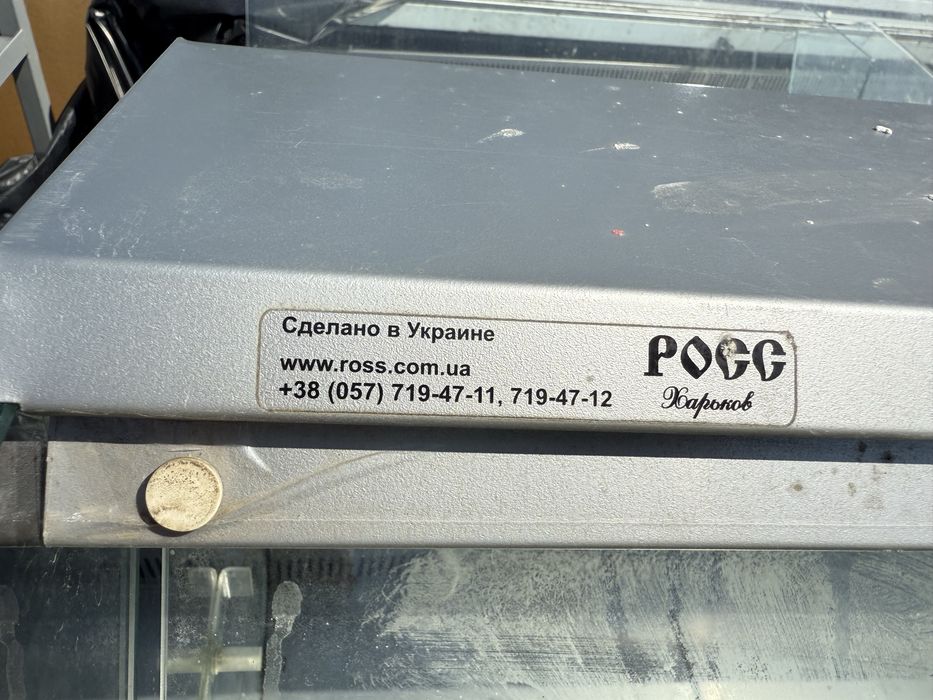 Сделано в Украине
www.ross.com.ua
+38 (057) 719-47-11, 719-47-12
РОСС
Харьков